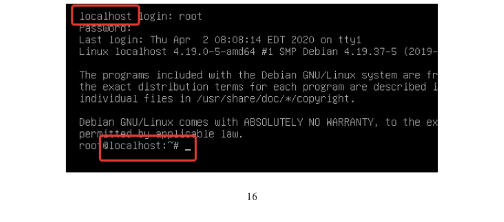 localhost login: root
Password:
Last login: Thu Apr  2 08:08:14 EDT 2020 on tty1
Linux localhost 4.19.0-5-amd64 #1 SMP Debian 4.19.37-5 (2019-
The programs included with the Debian GNU/Linux system are fr
the exact distribution terms for each program are described i
individual files in /usr/share/doc/*/copyright.
Debian GNU/Linux comes with ABSOLUTELY NO WARRANTY, to the ex
permitted by applicable law.
root@localhost:~# _
16